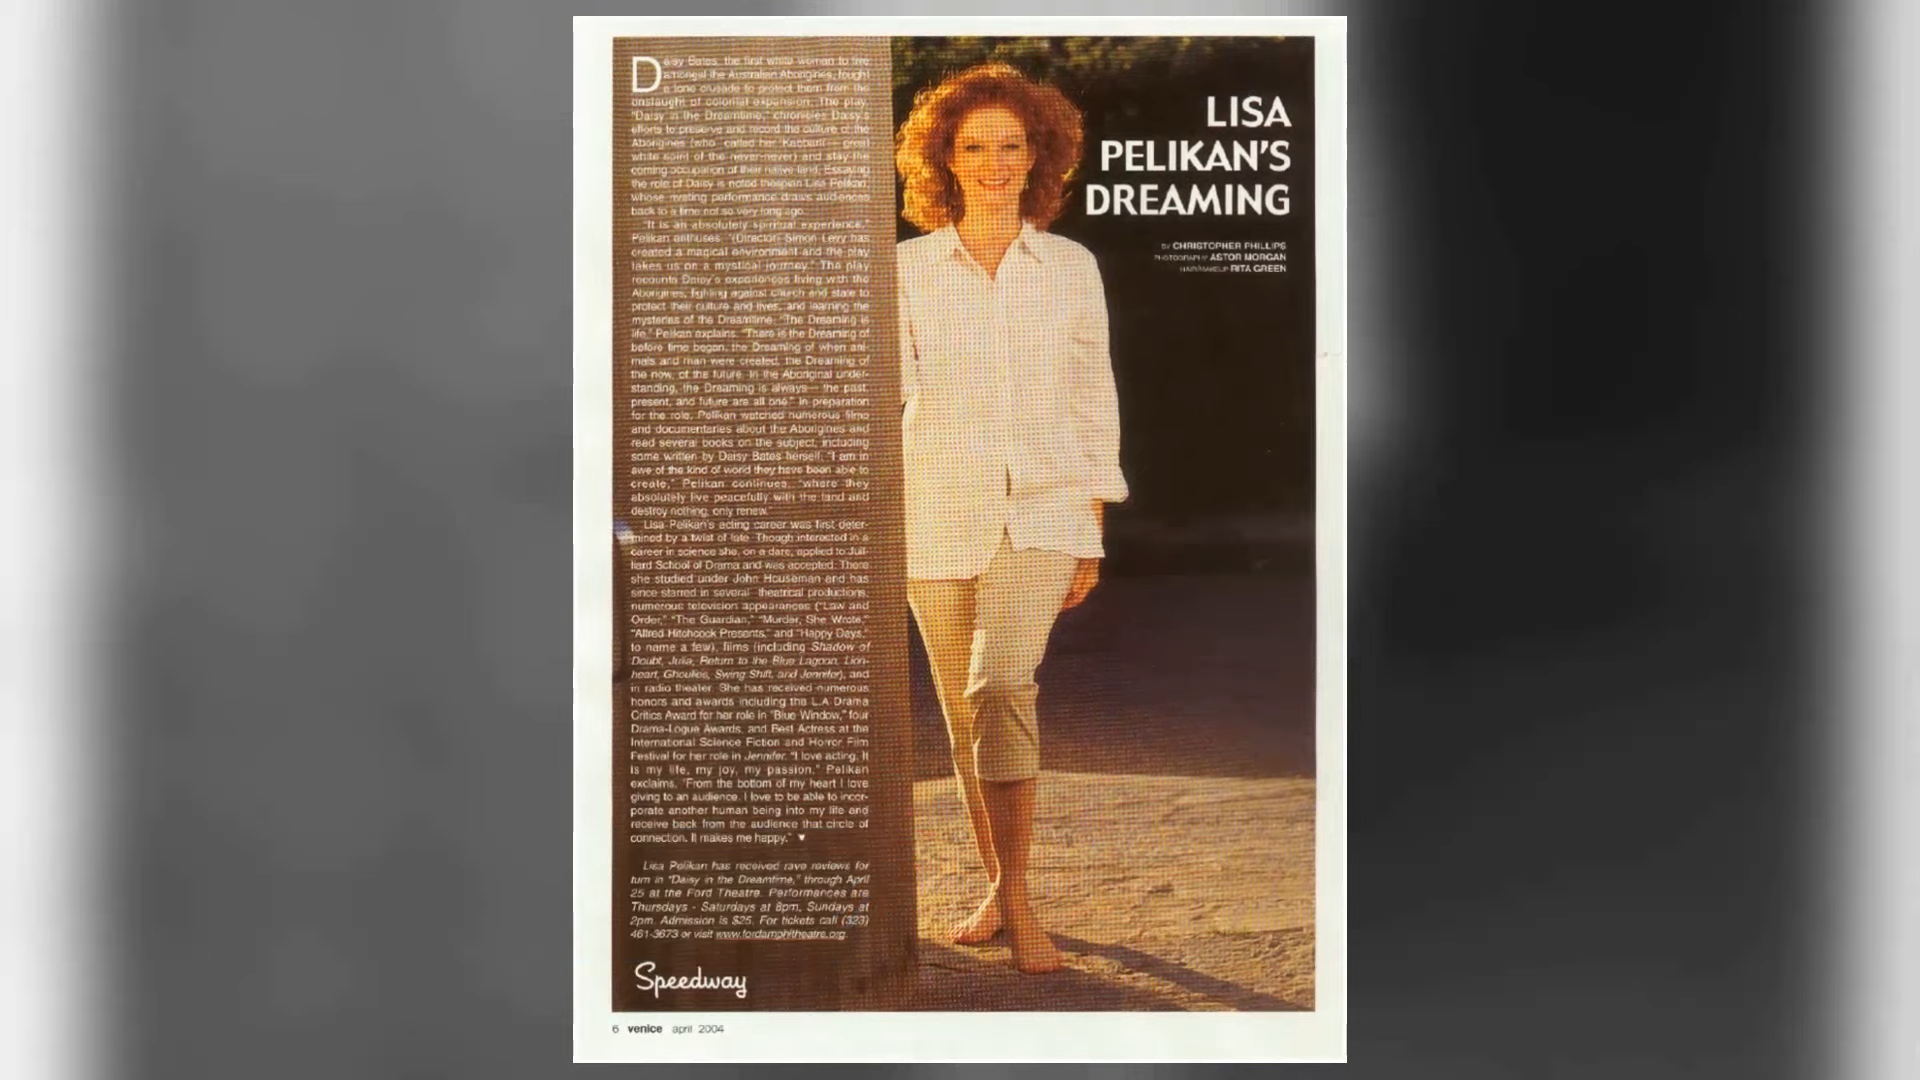 Daisy Bates, the first white woman to live
amongst the Australian Aborigines, fought
a lone crusade to protect them from the
onslaught of colonial expansion. The play,
"Daisy in the Dreamtime," chronicles Daisy's
efforts to preserve and record the culture of the
Aborigines (who called her 'Kabbarli' - great
white spirit of the never-never) and stay the
coming occupation of their native land. Essaying
the role of Daisy is noted thespian Lisa Pelikan,
whose riveting performance draws audiences
back to a time not so very long ago.
"It is an absolutely spiritual experience,"
Pelikan enthuses. "(Director) Simon Levy has
created a magical environment and the play
takes us on a mystical journey." The play
recounts Daisy's experiences living with the
Aborigines, fighting against church and state to
protect their culture and lives, and learning the
mysteries of the Dreamtime. "The Dreaming is
life," Pelikan explains. "There is the Dreaming of
before time began, the Dreaming of when ani-
mals and man were created, the Dreaming of
the now, of the future. In the Aboriginal under-
standing, the Dreaming is always— the past,
present, and future are all one." In preparation
for the role, Pelikan watched numerous films
and documentaries about the Aborigines and
read several books on the subject, including
some written by Daisy Bates herself. "I am in
awe of the kind of world they have been able to
create," Pelikan continues, "where they
absolutely live peacefully with the land and
destroy nothing, only renew."
Lisa Pelikan's acting career was first deter-
mined by a twist of fate. Though interested in a
career in science she, on a dare, applied to Juil-
liard School of Drama and was accepted. There
she studied under John Houseman and has
since starred in several theatrical productions,
numerous television appearances ("Law and
Order," "The Guardian," "Murder, She Wrote,"
"Alfred Hitchcock Presents," and "Happy Days,"
to name a few), films (including Shadow of
Doubt, Julia, Return to the Blue Lagoon, Lion-
heart, Ghoulies, Swing Shift, and Jennifer), and
in radio theater. She has received numerous
honors and awards including the L.A Drama
Critics Award for her role in "Blue Window," four
Drama-Logue Awards, and Best Actress at the
International Science Fiction and Horror Film
Festival for her role in Jennifer. "I love acting. It
is my life, my joy, my passion," Pelikan
exclaims. "From the bottom of my heart I love
giving to an audience. I love to be able to incor-
porate another human being into my life and
receive back from the audience that circle of
connection. It makes me happy." ▼
Lisa Pelikan has received rave reviews for
turn in "Daisy in the Dreamtime," through April
25 at the Ford Theatre. Performances are
Thursdays - Saturdays at 8pm, Sundays at
2pm. Admission is $25. For tickets call (323)
461-3673 or visit www.fordamphitheatre.org.
Speedway
6 venice april 2004
LISA
PELIKAN'S
DREAMING
BY CHRISTOPHER PHILLIPS
PHOTOGRAPHY ASTOR MORGAN
HAIR/MAKEUP RITA GREEN